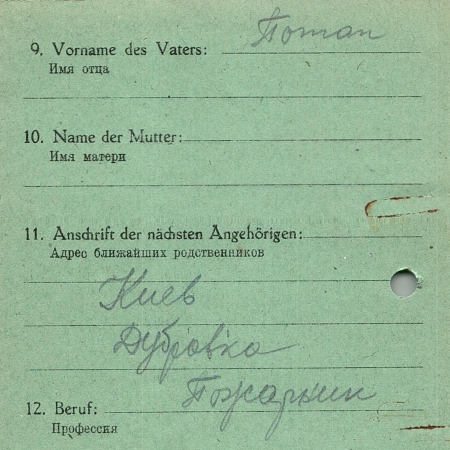 9. Vorname des Vaters: Потап
Имя отца
10. Name der Mutter:
Имя матери
11. Anschrift der nächsten Angehörigen:
Адрес ближайших родственников
Киев
Дубровка
12. Beruf: Пожарник
Профессия